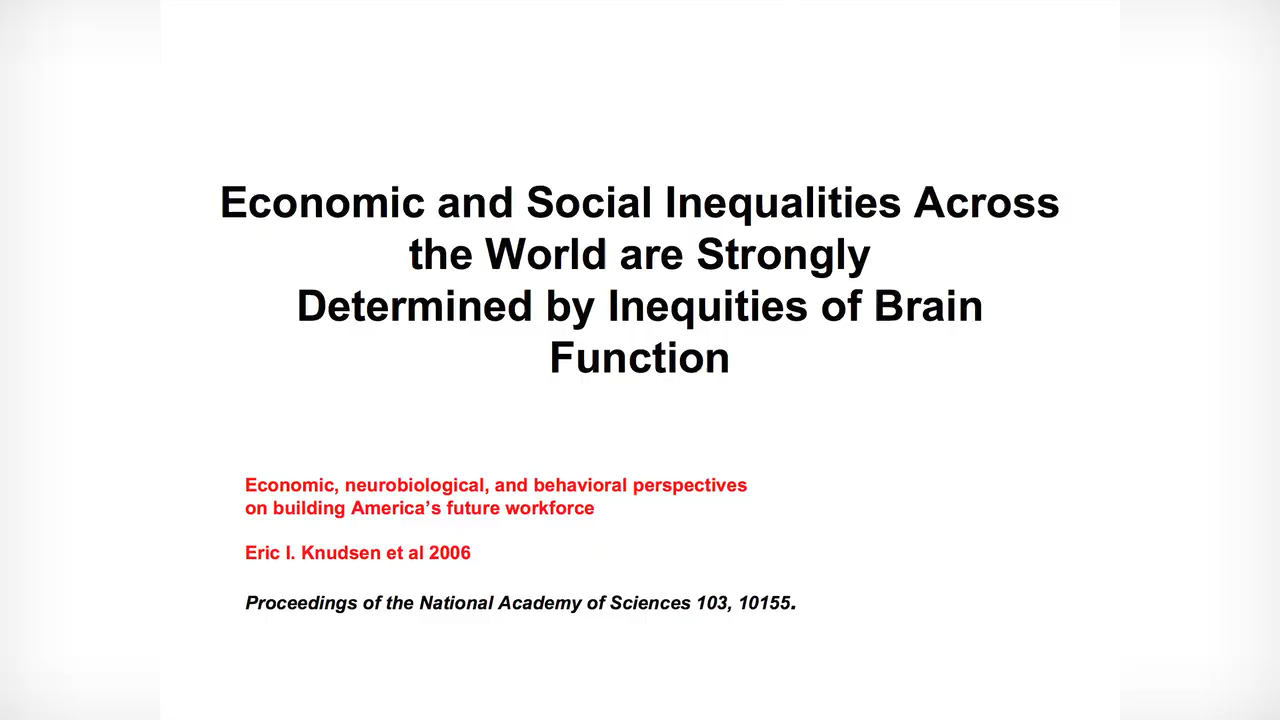 Economic and Social Inequalities Across
the World are Strongly
Determined by Inequities of Brain
Function
Economic, neurobiological, and behavioral perspectives
on building America’s future workforce
Eric I. Knudsen et al 2006
Proceedings of the National Academy of Sciences 103, 10155.